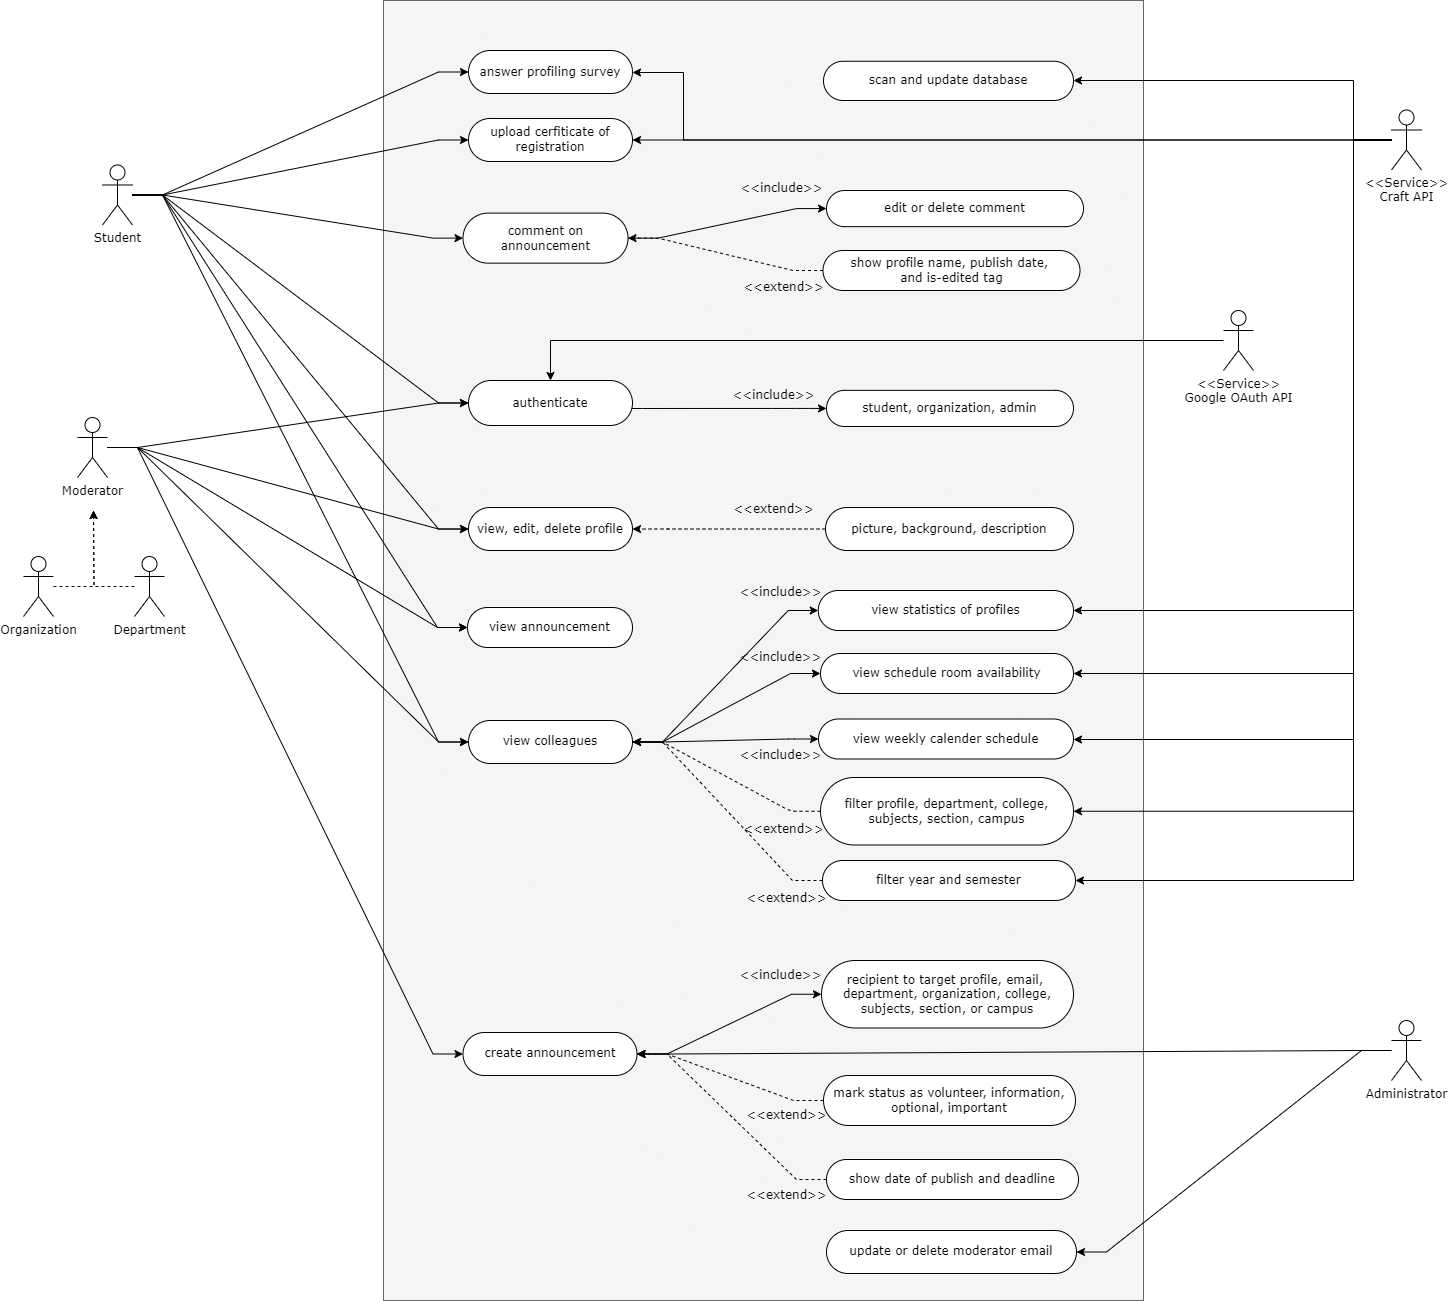 answer profiling survey
scan and update database
upload cerfiticate of
registration
<<Service>>
Craft API
Student
<<include>>
edit or delete comment
comment on
announcement
show profile name, publish date,
and is-edited tag
<<extend>>
<<Service>>
Google OAuth API
authenticate
<<include>>
student, organization, admin
Moderator
view, edit, delete profile
<<extend>>
picture, background, description
Organization
Department
view announcement
<<include>>
view statistics of profiles
<<include>>
view schedule room availability
view colleagues
view weekly calender schedule
<<include>>
filter profile, department, college,
subjects, section, campus
<<extend>>
filter year and semester
<<extend>>
<<include>>
recipient to target profile, email,
department, organization, college,
subjects, section, or campus
create announcement
Administrator
mark status as volunteer, information,
optional, important
<<extend>>
show date of publish and deadline
<<extend>>
update or delete moderator email